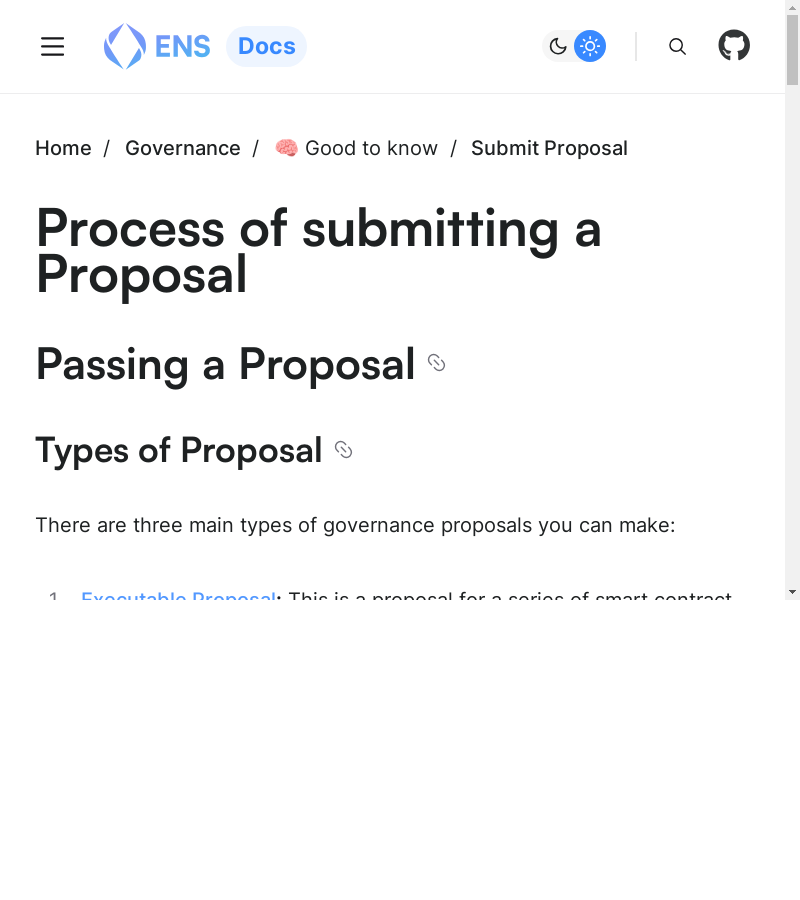 ENS Docs
Home / Governance / 🧠 Good to know / Submit Proposal
Process of submitting a
Proposal
Passing a Proposal
Types of Proposal
There are three main types of governance proposals you can make:
1. Executable Proposal: This is a proposal for a series of smart contract